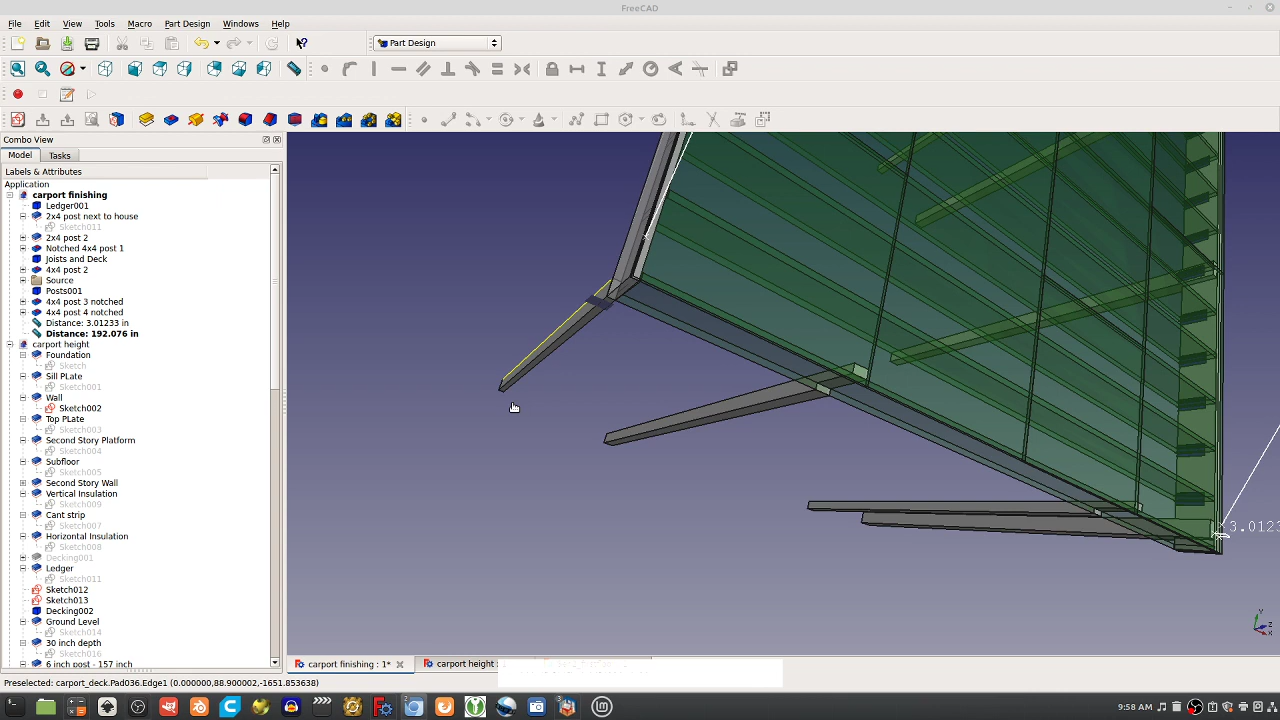 FreeCAD
File Edit View Tools Macro Part Design Windows Help
Part Design
Combo View
Model Tasks
Labels & Attributes
Application
carport finishing
Ledger001
2x4 post next to house
Sketch011
2x4 post 2
Notched 4x4 post 1
Joists and Deck
4x4 post 2
Source
Posts001
4x4 post 3 notched
4x4 post 4 notched
Distance: 3.01233 in
Distance: 192.076 in
carport height
Foundation
Sketch
Sill PLate
Sketch001
Wall
Sketch002
Top PLate
Sketch003
Second Story Platform
Sketch004
Subfloor
Sketch005
Second Story Wall
Vertical Insulation
Sketch009
Cant strip
Sketch007
Horizontal Insulation
Sketch008
Decking001
Ledger
Sketch011
Sketch012
Sketch013
Decking002
Ground Level
Sketch014
30 inch depth
Sketch016
6 inch post - 157 inch
3.0123
Y
Z
X
carport finishing : 1*
carport height :
Preselected: carport_deck.Pad036.Edge1 (0.000000,88.900002,-1651.853638)
9:58 AM